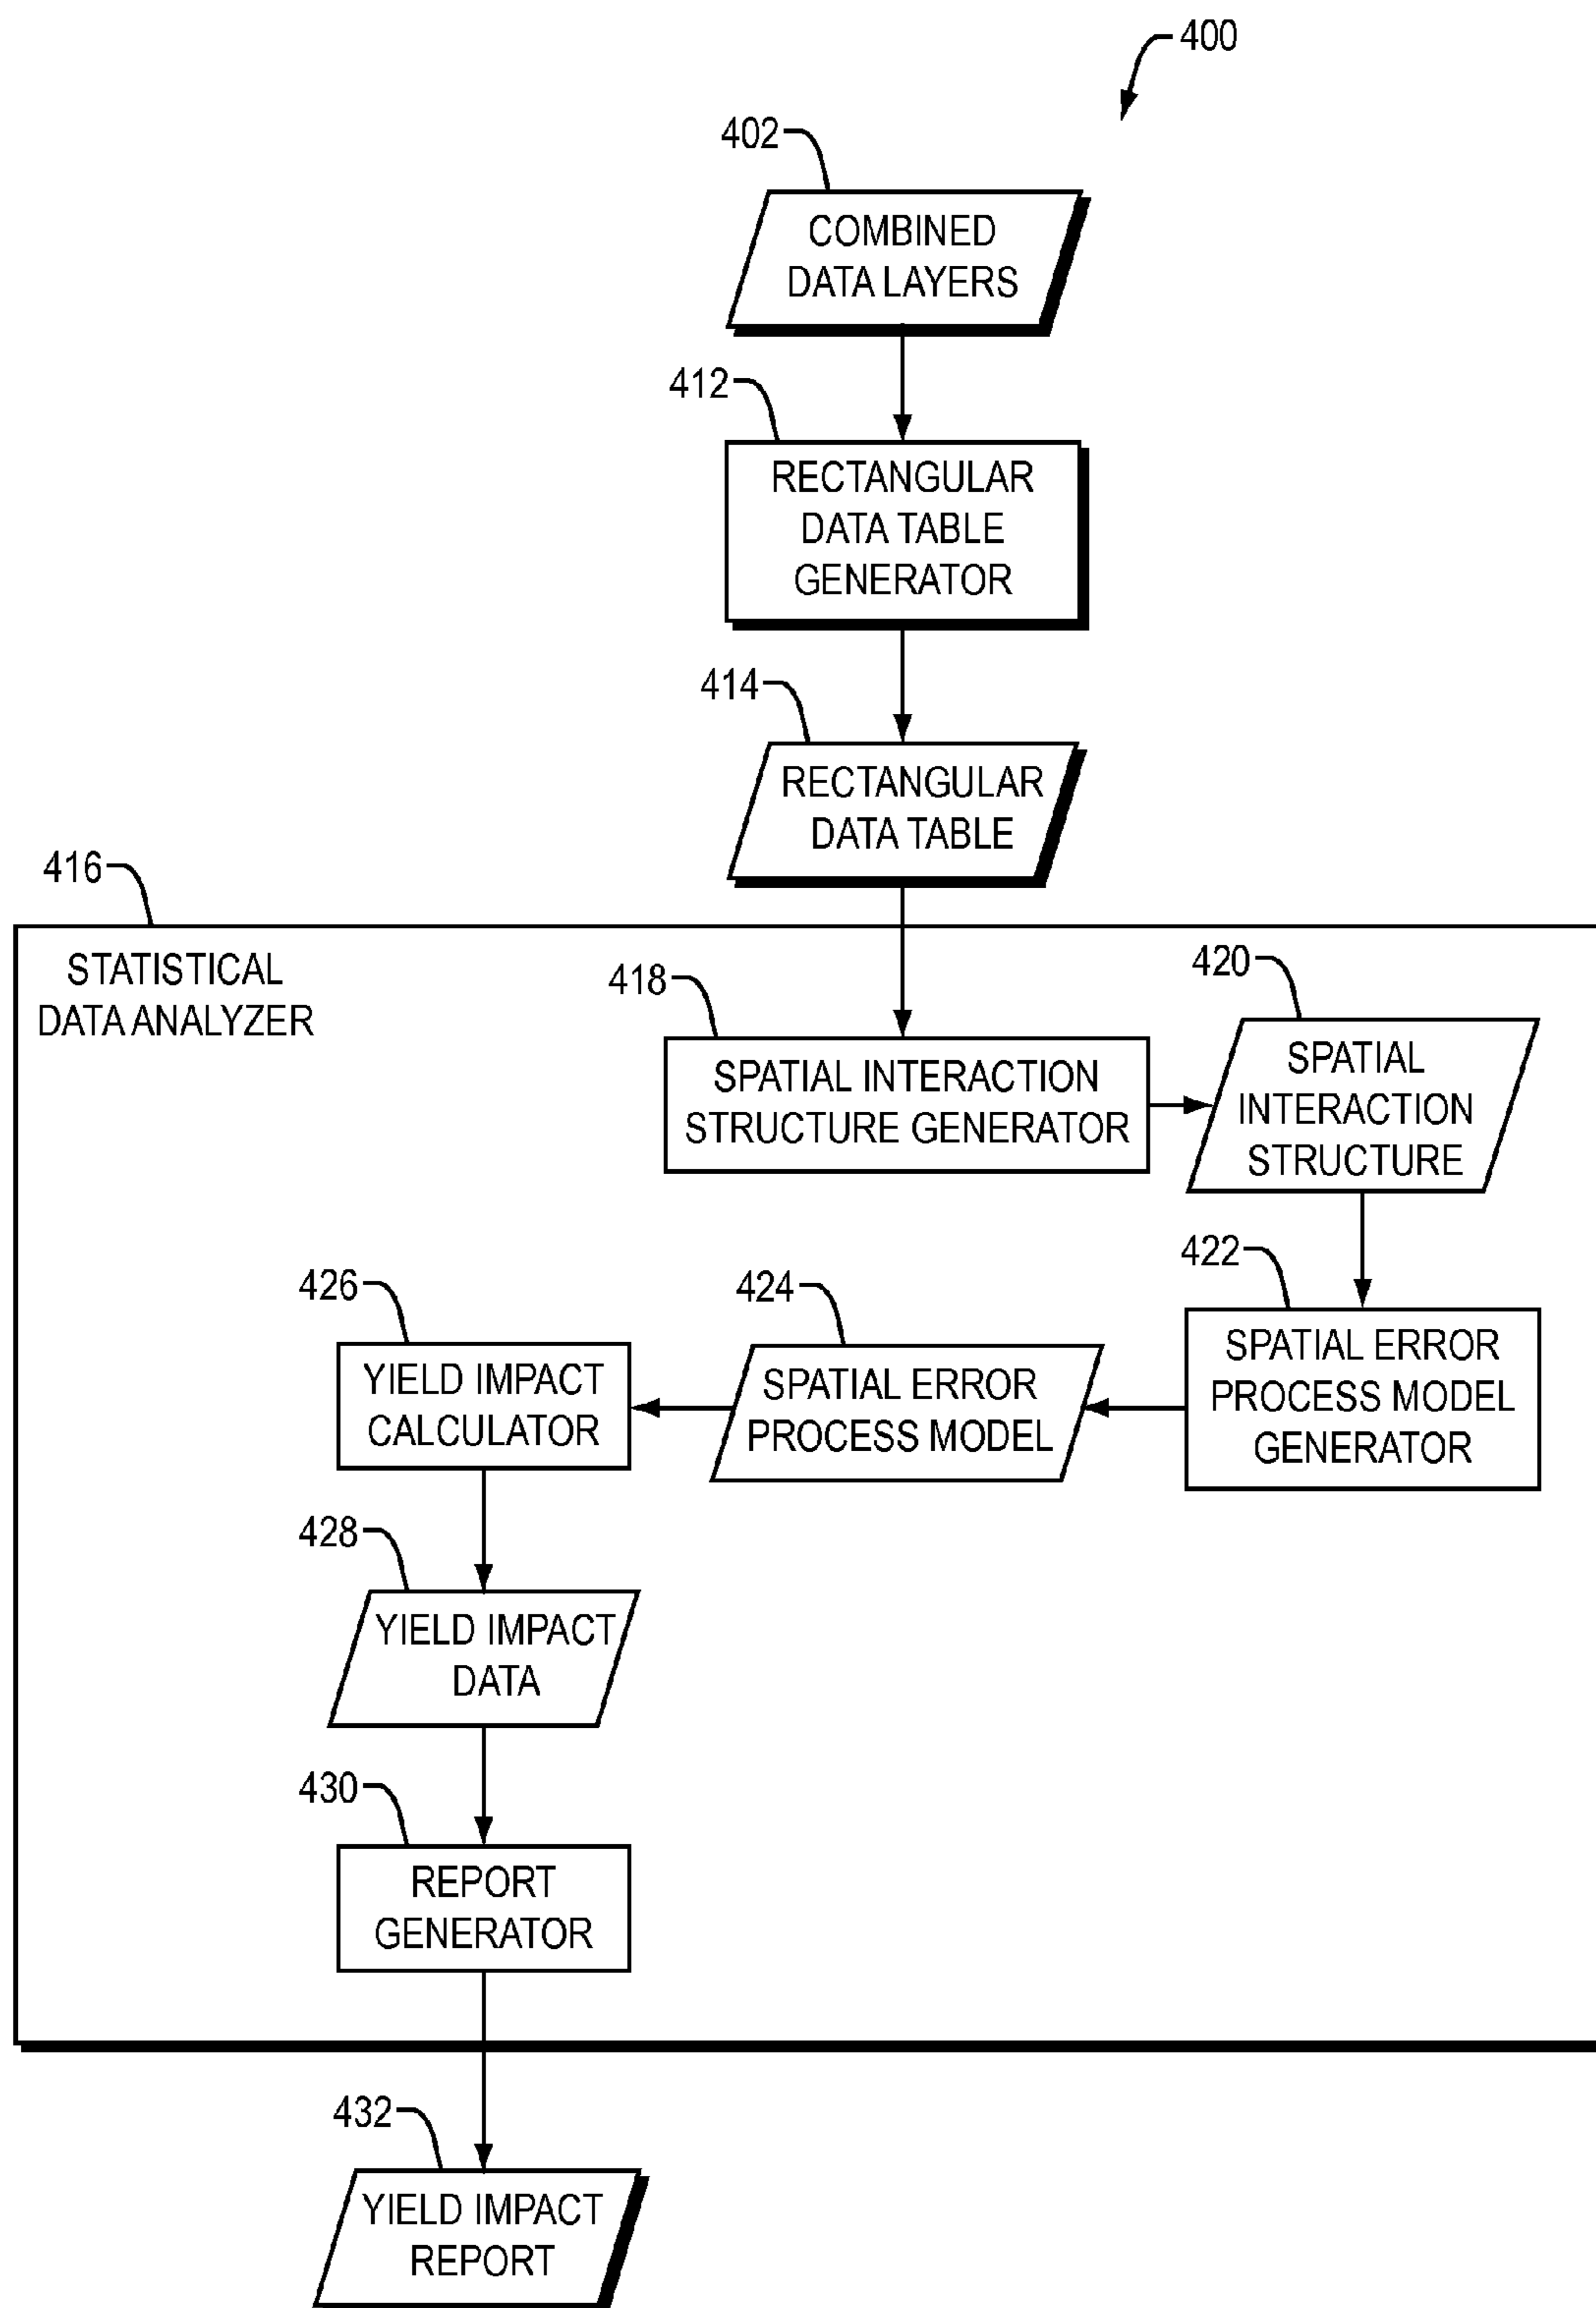 400
402
COMBINED
DATA LAYERS
412
RECTANGULAR
DATA TABLE
GENERATOR
414
RECTANGULAR
DATA TABLE
416
STATISTICAL
DATA ANALYZER
418
SPATIAL INTERACTION
STRUCTURE GENERATOR
420
SPATIAL
INTERACTION
STRUCTURE
422
SPATIAL ERROR
PROCESS MODEL
GENERATOR
424
SPATIAL ERROR
PROCESS MODEL
426
YIELD IMPACT
CALCULATOR
428
YIELD IMPACT
DATA
430
REPORT
GENERATOR
432
YIELD IMPACT
REPORT